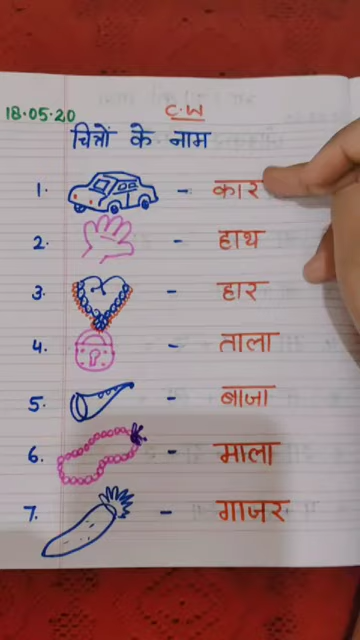 18.05.20
C.W
चित्रों के नाम
1. - कार
2. - हाथ
3. - हार
4. - ताला
5. - बाजा
6. - माला
7. - गाजर